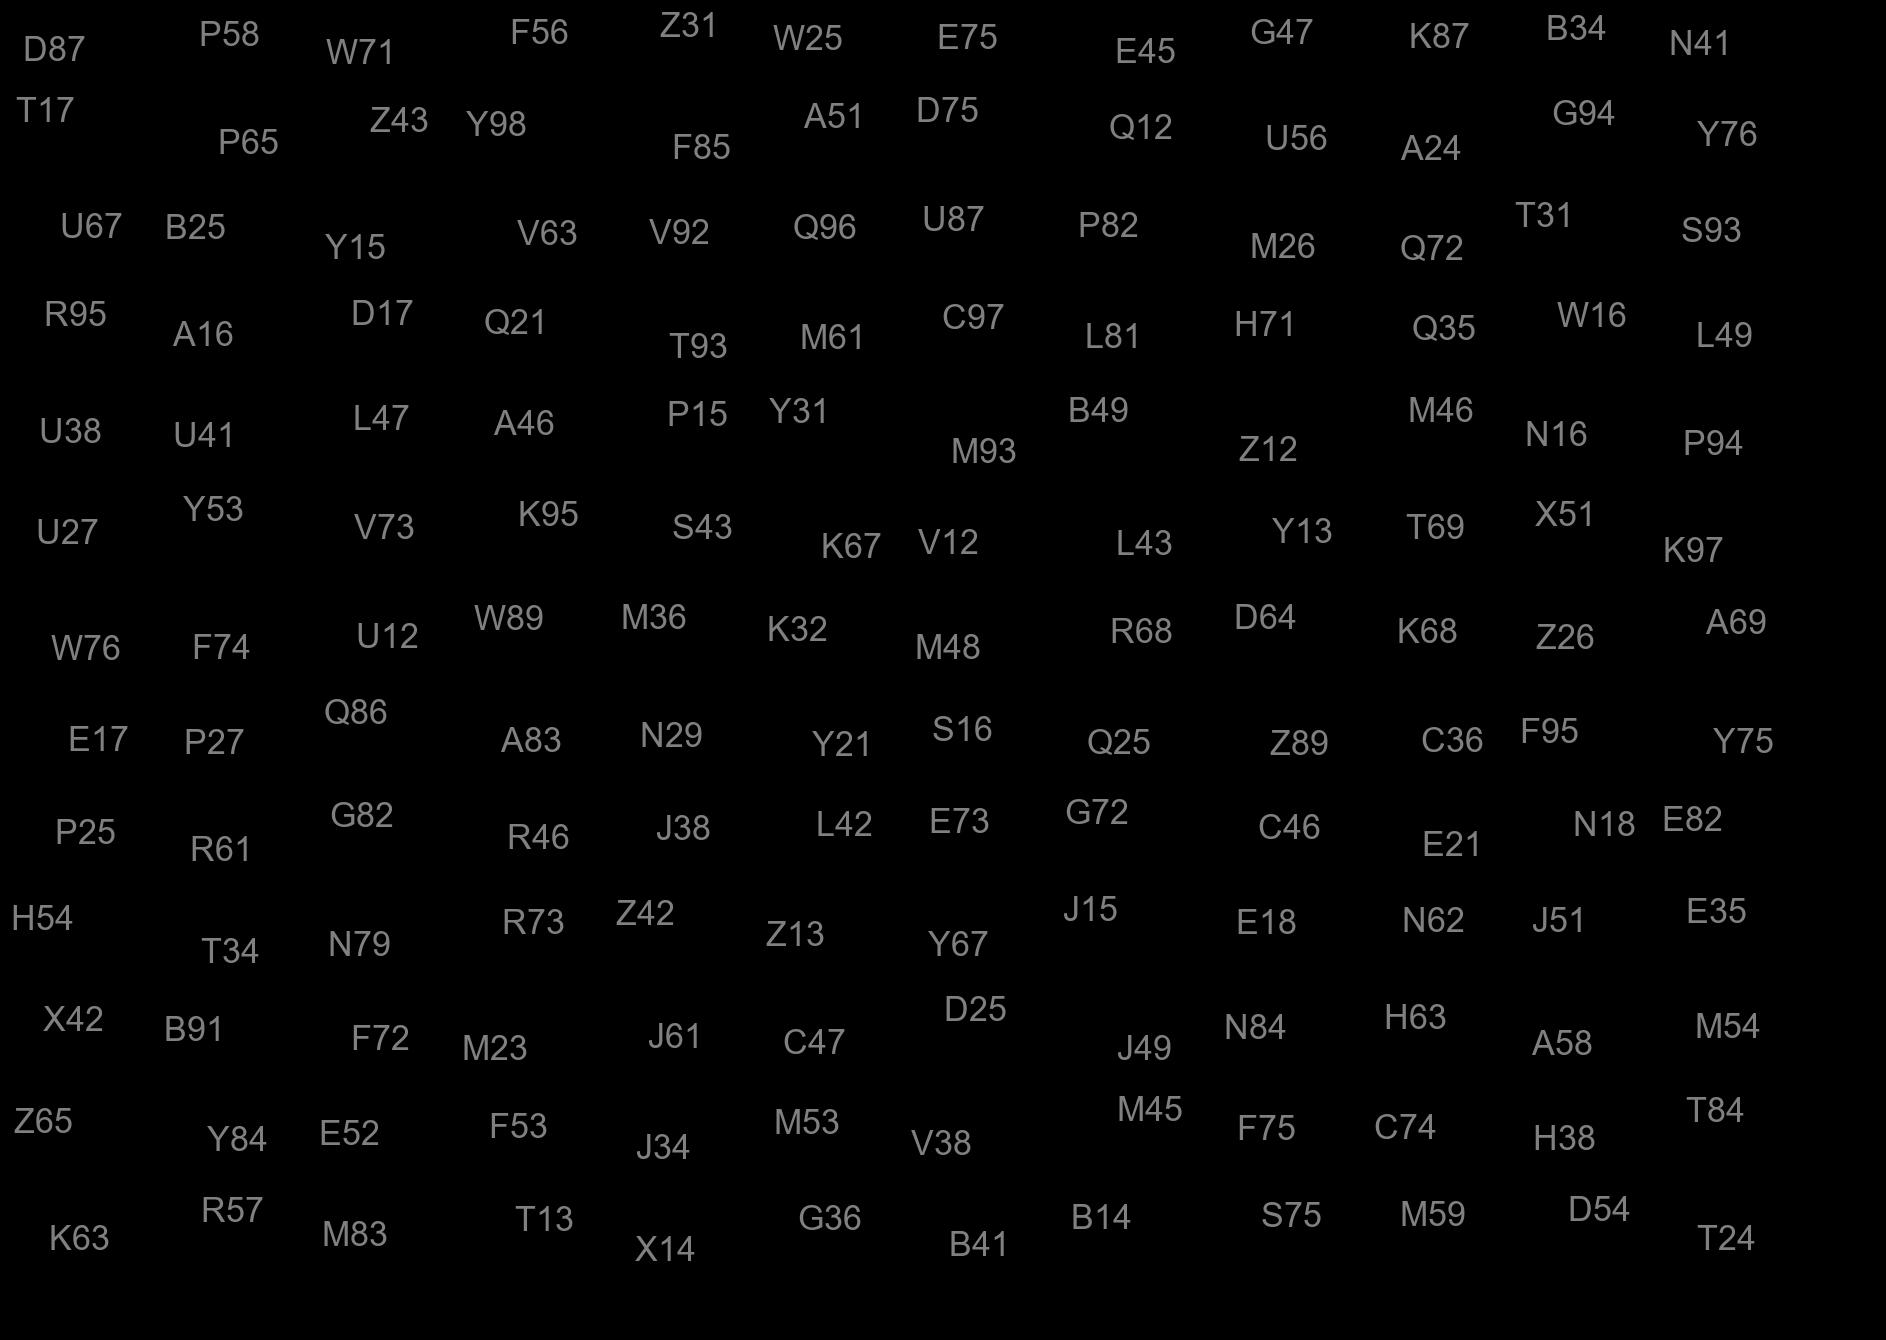 D87 P58 W71 F56 Z31 W25 E75 E45 G47 K87 B34 N41
T17 P65 Z43 Y98 F85 A51 D75 Q12 U56 A24 G94 Y76
U67 B25 Y15 V63 V92 Q96 U87 P82 M26 Q72 T31 S93
R95 A16 D17 Q21 T93 M61 C97 L81 H71 Q35 W16 L49
U38 U41 L47 A46 P15 Y31 M93 B49 Z12 M46 N16 P94
U27 Y53 V73 K95 S43 K67 V12 L43 Y13 T69 X51 K97
W76 F74 U12 W89 M36 K32 M48 R68 D64 K68 Z26 A69
E17 P27 Q86 A83 N29 Y21 S16 Q25 Z89 C36 F95 Y75
P25 R61 G82 R46 J38 L42 E73 G72 C46 E21 N18 E82
H54 T34 N79 R73 Z42 Z13 Y67 J15 E18 N62 J51 E35
X42 B91 F72 M23 J61 C47 D25 J49 N84 H63 A58 M54
Z65 Y84 E52 F53 J34 M53 V38 M45 F75 C74 H38 T84
K63 R57 M83 T13 X14 G36 B41 B14 S75 M59 D54 T24